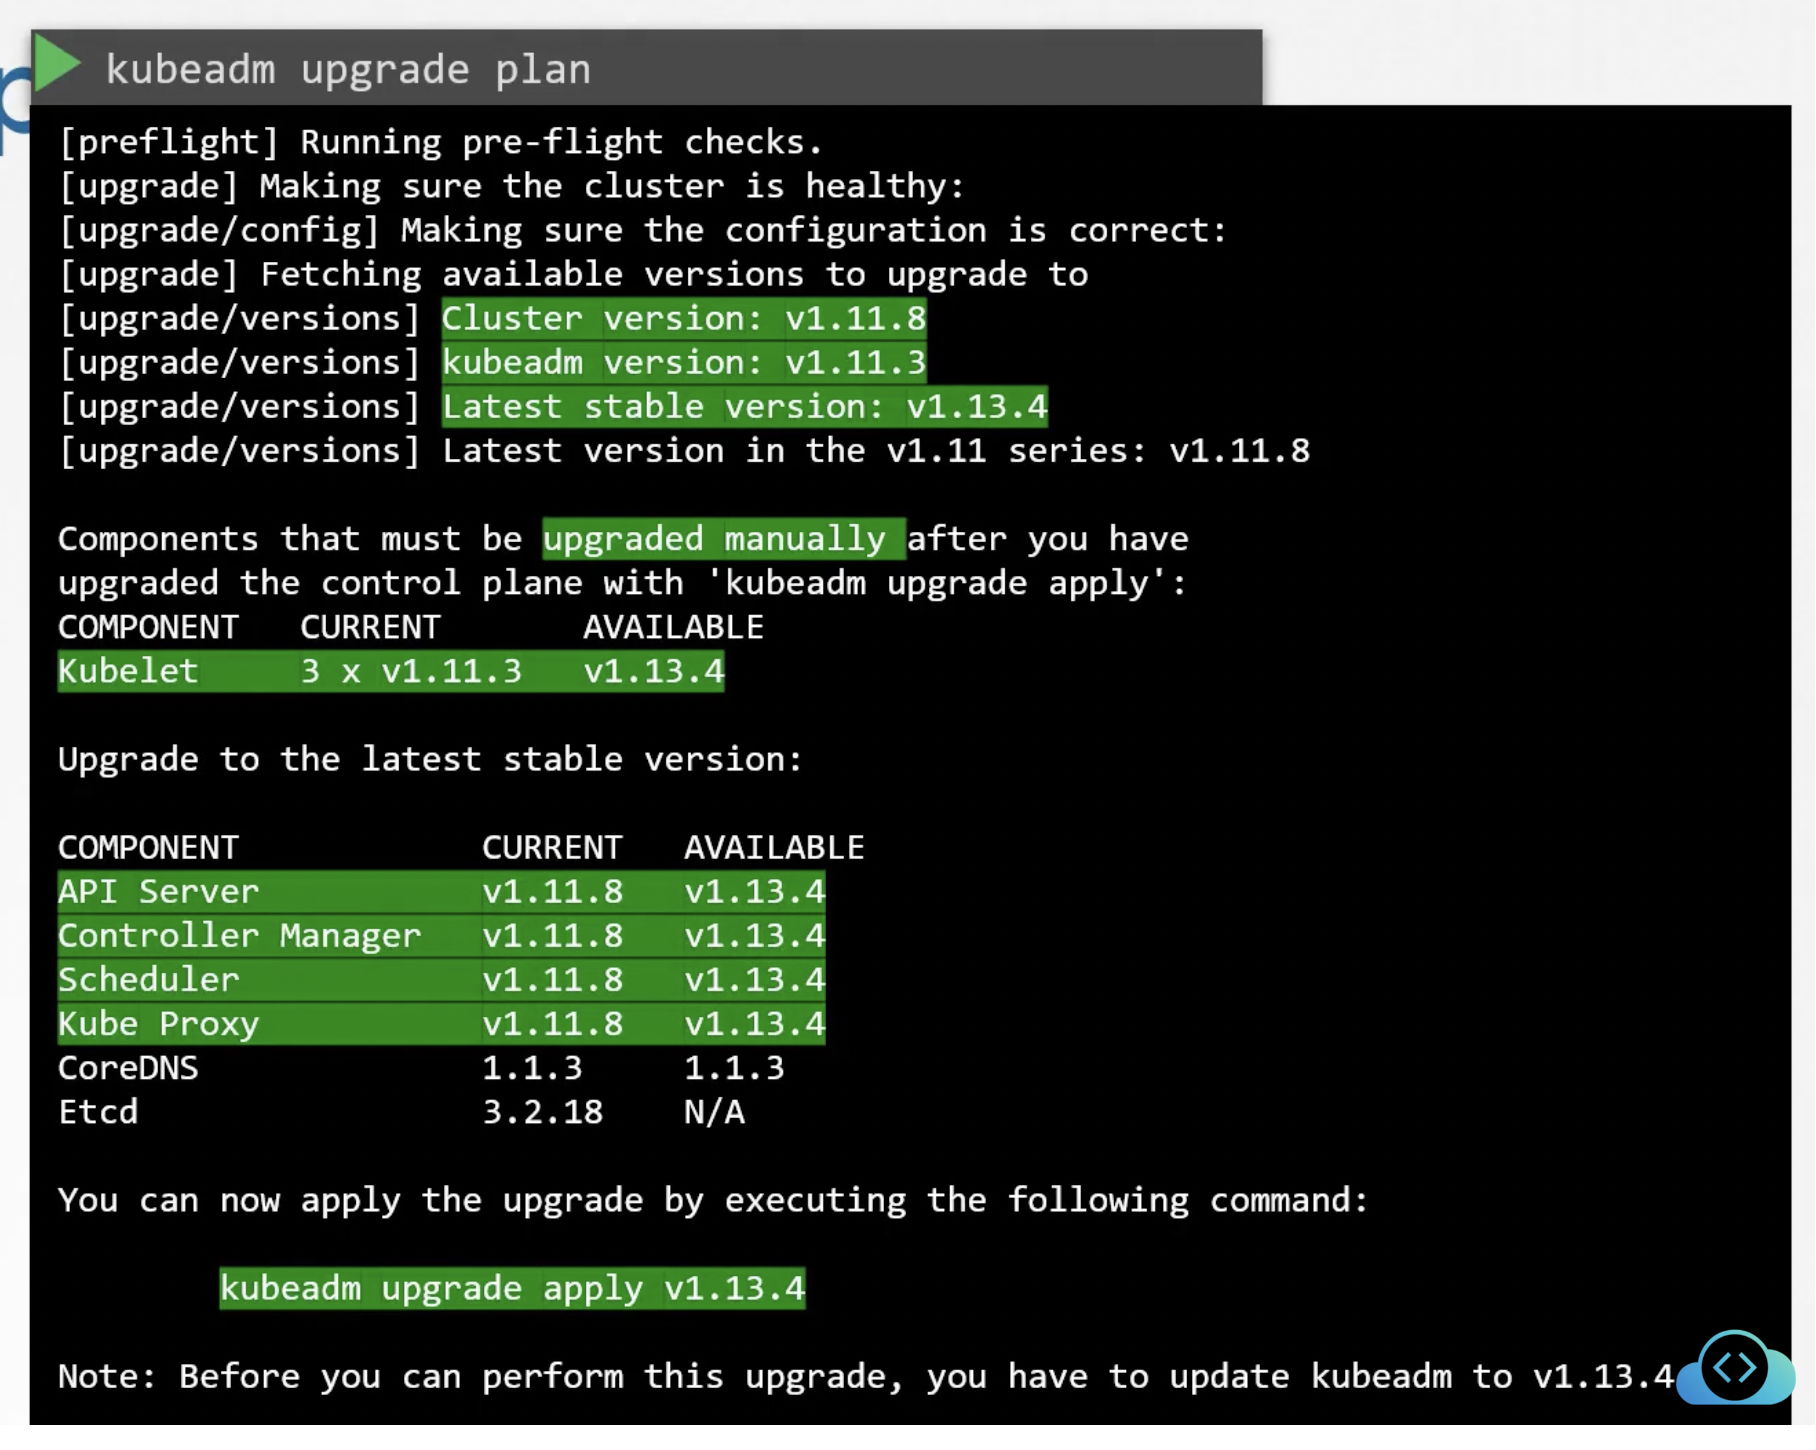 kubeadm upgrade plan
[preflight] Running pre-flight checks.
[upgrade] Making sure the cluster is healthy:
[upgrade/config] Making sure the configuration is correct:
[upgrade] Fetching available versions to upgrade to
[upgrade/versions] Cluster version: v1.11.8
[upgrade/versions] kubeadm version: v1.11.3
[upgrade/versions] Latest stable version: v1.13.4
[upgrade/versions] Latest version in the v1.11 series: v1.11.8
Components that must be upgraded manually after you have
upgraded the control plane with 'kubeadm upgrade apply':
COMPONENT   CURRENT       AVAILABLE
Kubelet     3 x v1.11.3   v1.13.4
Upgrade to the latest stable version:
COMPONENT            CURRENT   AVAILABLE
API Server           v1.11.8   v1.13.4
Controller Manager   v1.11.8   v1.13.4
Scheduler            v1.11.8   v1.13.4
Kube Proxy           v1.11.8   v1.13.4
CoreDNS              1.1.3     1.1.3
Etcd                 3.2.18    N/A
You can now apply the upgrade by executing the following command:
kubeadm upgrade apply v1.13.4
Note: Before you can perform this upgrade, you have to update kubeadm to v1.13.4